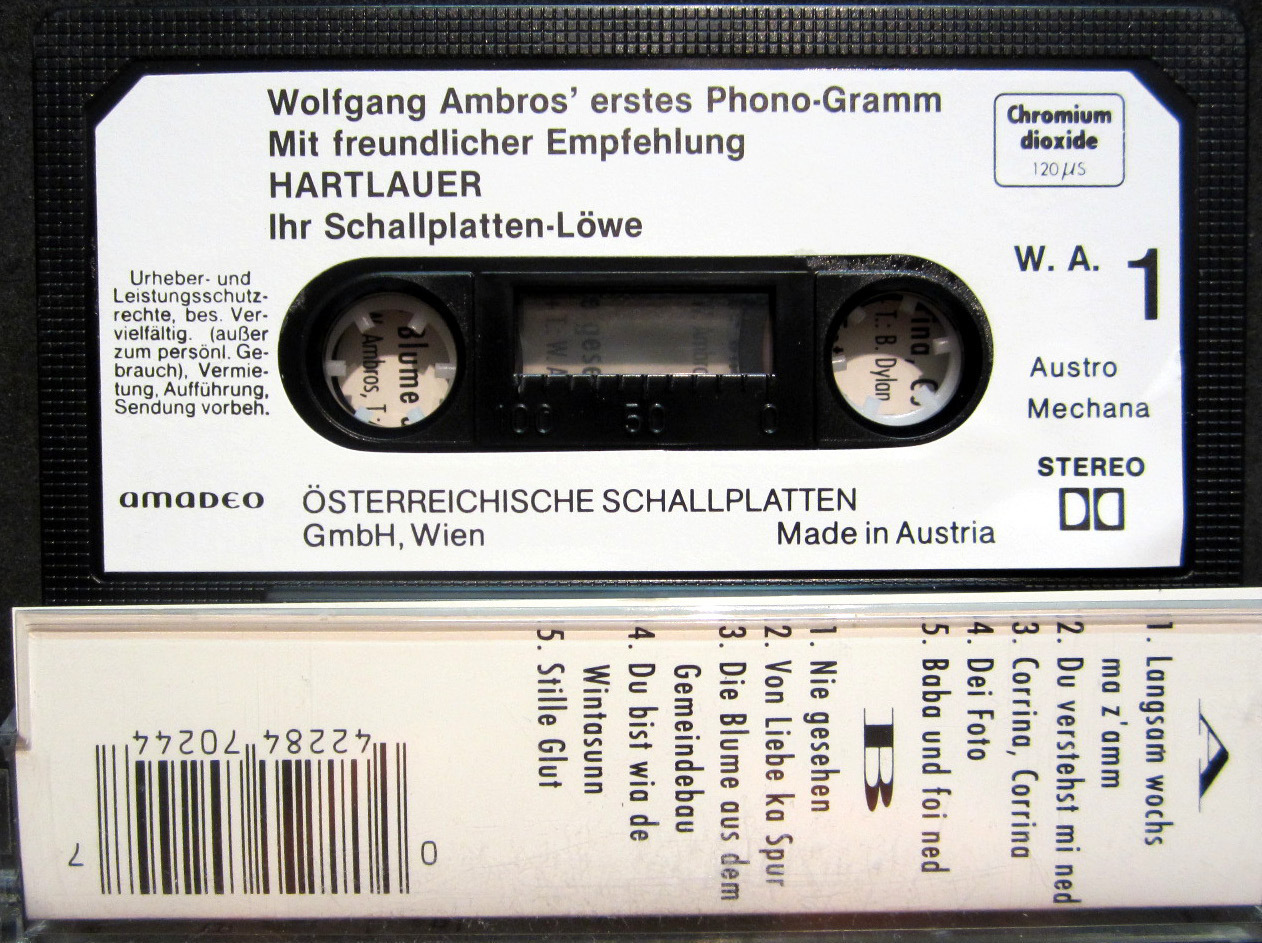 Wolfgang Ambros' erstes Phono-Gramm
Mit freundlicher Empfehlung
HARTLAUER
Ihr Schallplatten-Löwe
Chromium
dioxide
120 µs
W. A. 1
Urheber- und
Leistungsschutz-
rechte, bes. Ver-
vielfältig. (außer
zum persönl. Ge-
brauch), Vermie-
tung, Aufführung,
Sendung vorbeh.
Blume
Ambros, T.
100 50 0
T.: B. Dylan
Austro
Mechana
STEREO
amadeo
ÖSTERREICHISCHE SCHALLPLATTEN
GmbH, Wien
Made in Austria
A
1. Langsam wochs
ma z'amm
2. Du verstehst mi ned
3. Corrina, Corrina
4. Dei Foto
5. Baba und foi ned
B
1. Nie gesehen
2. Von Liebe ka Spur
3. Die Blume aus dem
Gemeindebau
4. Du bist wia de
Wintasunn
5. Stille Glut
0 42284 70244 7